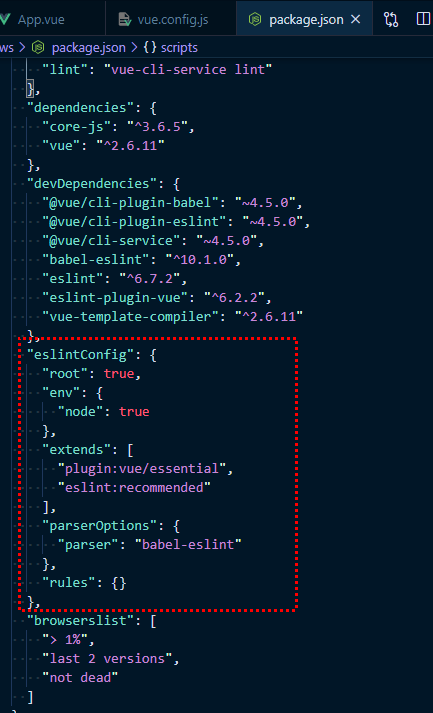 App.vue vue.config.js package.json
ws > package.json > {} scripts
"lint": "vue-cli-service lint"
},
"dependencies": {
"core-js": "^3.6.5",
"vue": "^2.6.11"
},
"devDependencies": {
"@vue/cli-plugin-babel": "~4.5.0",
"@vue/cli-plugin-eslint": "~4.5.0",
"@vue/cli-service": "~4.5.0",
"babel-eslint": "^10.1.0",
"eslint": "^6.7.2",
"eslint-plugin-vue": "^6.2.2",
"vue-template-compiler": "^2.6.11"
},
"eslintConfig": {
"root": true,
"env": {
"node": true
},
"extends": [
"plugin:vue/essential",
"eslint:recommended"
],
"parserOptions": {
"parser": "babel-eslint"
},
"rules": {}
},
"browserslist": [
"> 1%",
"last 2 versions",
"not dead"
]